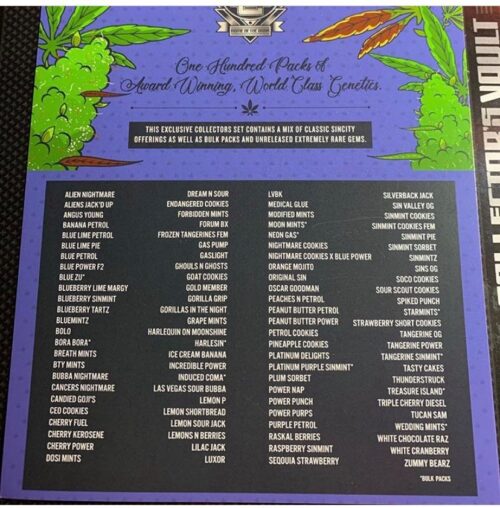 One Hundred Packs of
Award Winning, World Class Genetics.
THIS EXCLUSIVE COLLECTORS SET CONTAINS A MIX OF CLASSIC SINCITY
OFFERINGS AS WELL AS BULK PACKS AND UNRELEASED EXTREMELY RARE GEMS.
ALIEN NIGHTMARE
ALIENS JACK'D UP
ANGUS YOUNG
BANANA PETROL
BLUE LIME PETROL
BLUE LIME PIE
BLUE PETROL
BLUE POWER F2
BLUE ZU*
BLUEBERRY LIME MARGY
BLUEBERRY SINMINT
BLUEBERRY TARTZ
BLUEMINTZ
BOLO
BORA BORA*
BREATH MINTS
BTY MINTS
BUBBA NIGHTMARE
CANCERS NIGHTMARE
CANDIED GOJI'S
CEO COOKIES
CHERRY FUEL
CHERRY KEROSENE
CHERRY POWER
DOSI MINTS
DREAM N SOUR
ENDANGERED COOKIES
FORBIDDEN MINTS
FORUM BX
FROZEN TANGERINES FEM
GAS PUMP
GASLIGHT
GHOULS N GHOSTS
GOAT COOKIES
GOLD MEMBER
GORILLA GRIP
GORILLAS IN THE NIGHT
GRAPE MINTS
HARLEQUIN ON MOONSHINE
HARLESIN*
ICE CREAM BANANA
INCREDIBLE POWER
INDUCED COMA*
LAS VEGAS SOUR BUBBA
LEMON P
LEMON SHORTBREAD
LEMON SOUR JACK
LEMONS N BERRIES
LILAC JACK
LUXOR
LVBK
MEDICAL GLUE
MODIFIED MINTS
MOON MINTS*
NEON GAS*
NIGHTMARE COOKIES
NIGHTMARE COOKIES X BLUE POWER
ORANGE MOJITO
ORIGINAL SIN
OSCAR GOODMAN
PEACHES N PETROL
PEANUT BUTTER PETROL
PEANUT BUTTER POWER
PETROL COOKIES
PINEAPPLE COOKIES
PLATINUM DELIGHTS
PLATINUM PURPLE SINMINT*
PLUM SORBET
POWER NAP
POWER PUNCH
POWER PURPS
PURPLE PETROL
RASKAL BERRIES
RASPBERRY SINMINT
SEQQUIA STRAWBERRY
SILVERBACK JACK
SIN VALLEY OG
SINMINT COOKIES
SINMINT COOKIES FEM
SINMINT PIE
SINMINT SORBET
SINMINTZ
SINS OG
SOCO COOKIES
SOUR SCOUT COOKIES
SPIKED PUNCH
STARMINTS*
STRAWBERRY SHORT COOKIES
TANGERINE OG
TANGERINE POWER
TANGERINE SINMINT*
TASTY CAKES
THUNDERSTRUCK
TREASURE ISLAND*
TRIPLE CHERRY DIESEL
TUCAN SAM
WEDDING MINTS*
WHITE CHOCOLATE RAZ
WHITE CRANBERRY
ZUMMY BEARZ
*BULK PACKS
COLLECTOR'S VAULT